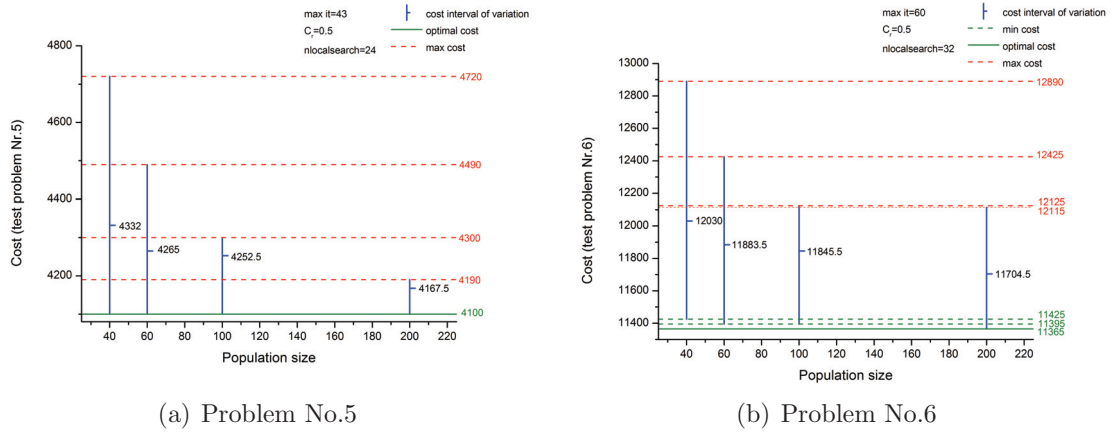 max it=43
cost interval of variation
Cr=0.5
optimal cost
nlocalsearch=24
max cost
4800
4600
4400
4200
4720
4490
4300
4190
4100
4332
4265
4252.5
4167.5
40 60 80 100 120 140 160 180 200 220
Population size
Cost (test problem Nr.5)
(a) Problem No.5
max it=60
cost interval of variation
Cr=0.5
min cost
nlocalsearch=32
optimal cost
max cost
13000
12800
12600
12400
12200
12000
11800
11600
11400
12890
12425
12125
12115
11425
11395
11365
12030
11883.5
11845.5
11704.5
40 60 80 100 120 140 160 180 200 220
Population size
Cost (test problem Nr.6)
(b) Problem No.6